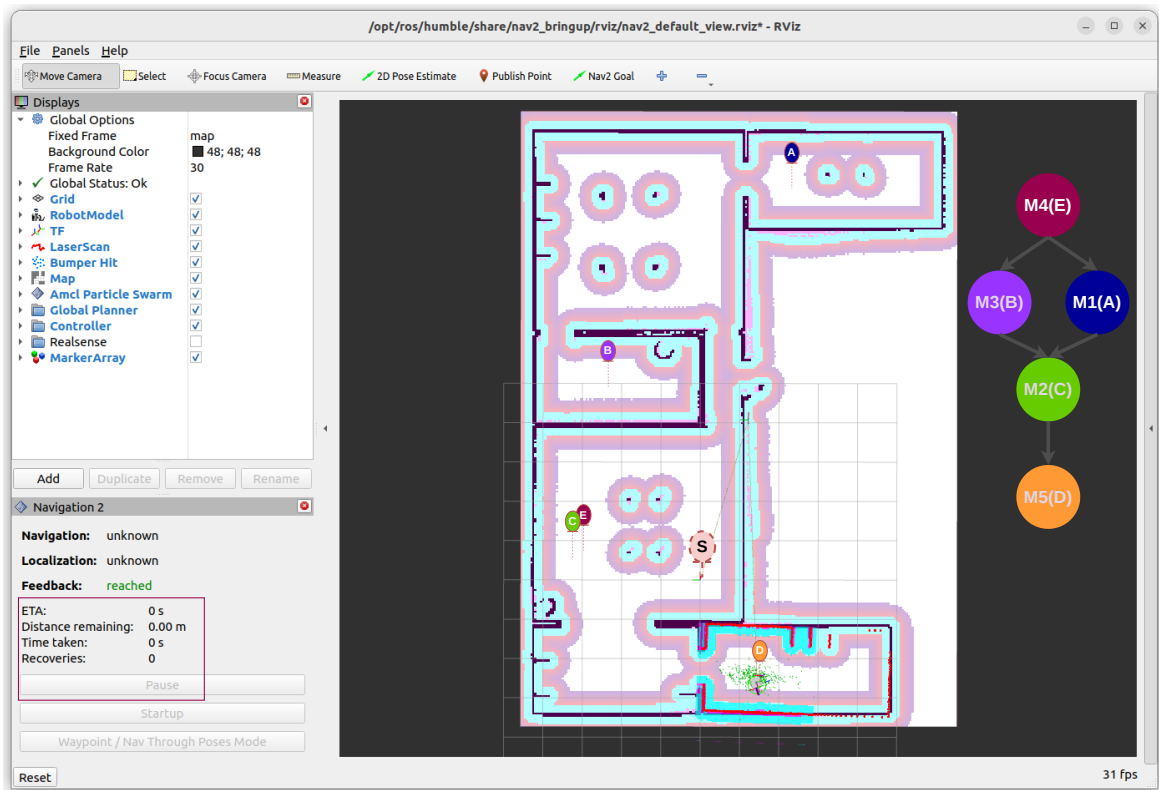 /opt/ros/humble/share/nav2_bringup/rviz/nav2_default_view.rviz* - RViz
File Panels Help
Move Camera Select Focus Camera Measure 2D Pose Estimate Publish Point Nav2 Goal
Displays
Global Options
Fixed Frame map
Background Color 48; 48; 48
Frame Rate 30
Global Status: Ok
Grid
RobotModel
TF
LaserScan
Bumper Hit
Map
Amcl Particle Swarm
Global Planner
Controller
Realsense
MarkerArray
Add Duplicate Remove Rename
Navigation 2
Navigation: unknown
Localization: unknown
Feedback: reached
ETA: 0 s
Distance remaining: 0.00 m
Time taken: 0 s
Recoveries: 0
Pause
Startup
Waypoint / Nav Through Poses Mode
Reset
A
B
C E
S
D
M4(E)
M3(B) M1(A)
M2(C)
M5(D)
31 fps